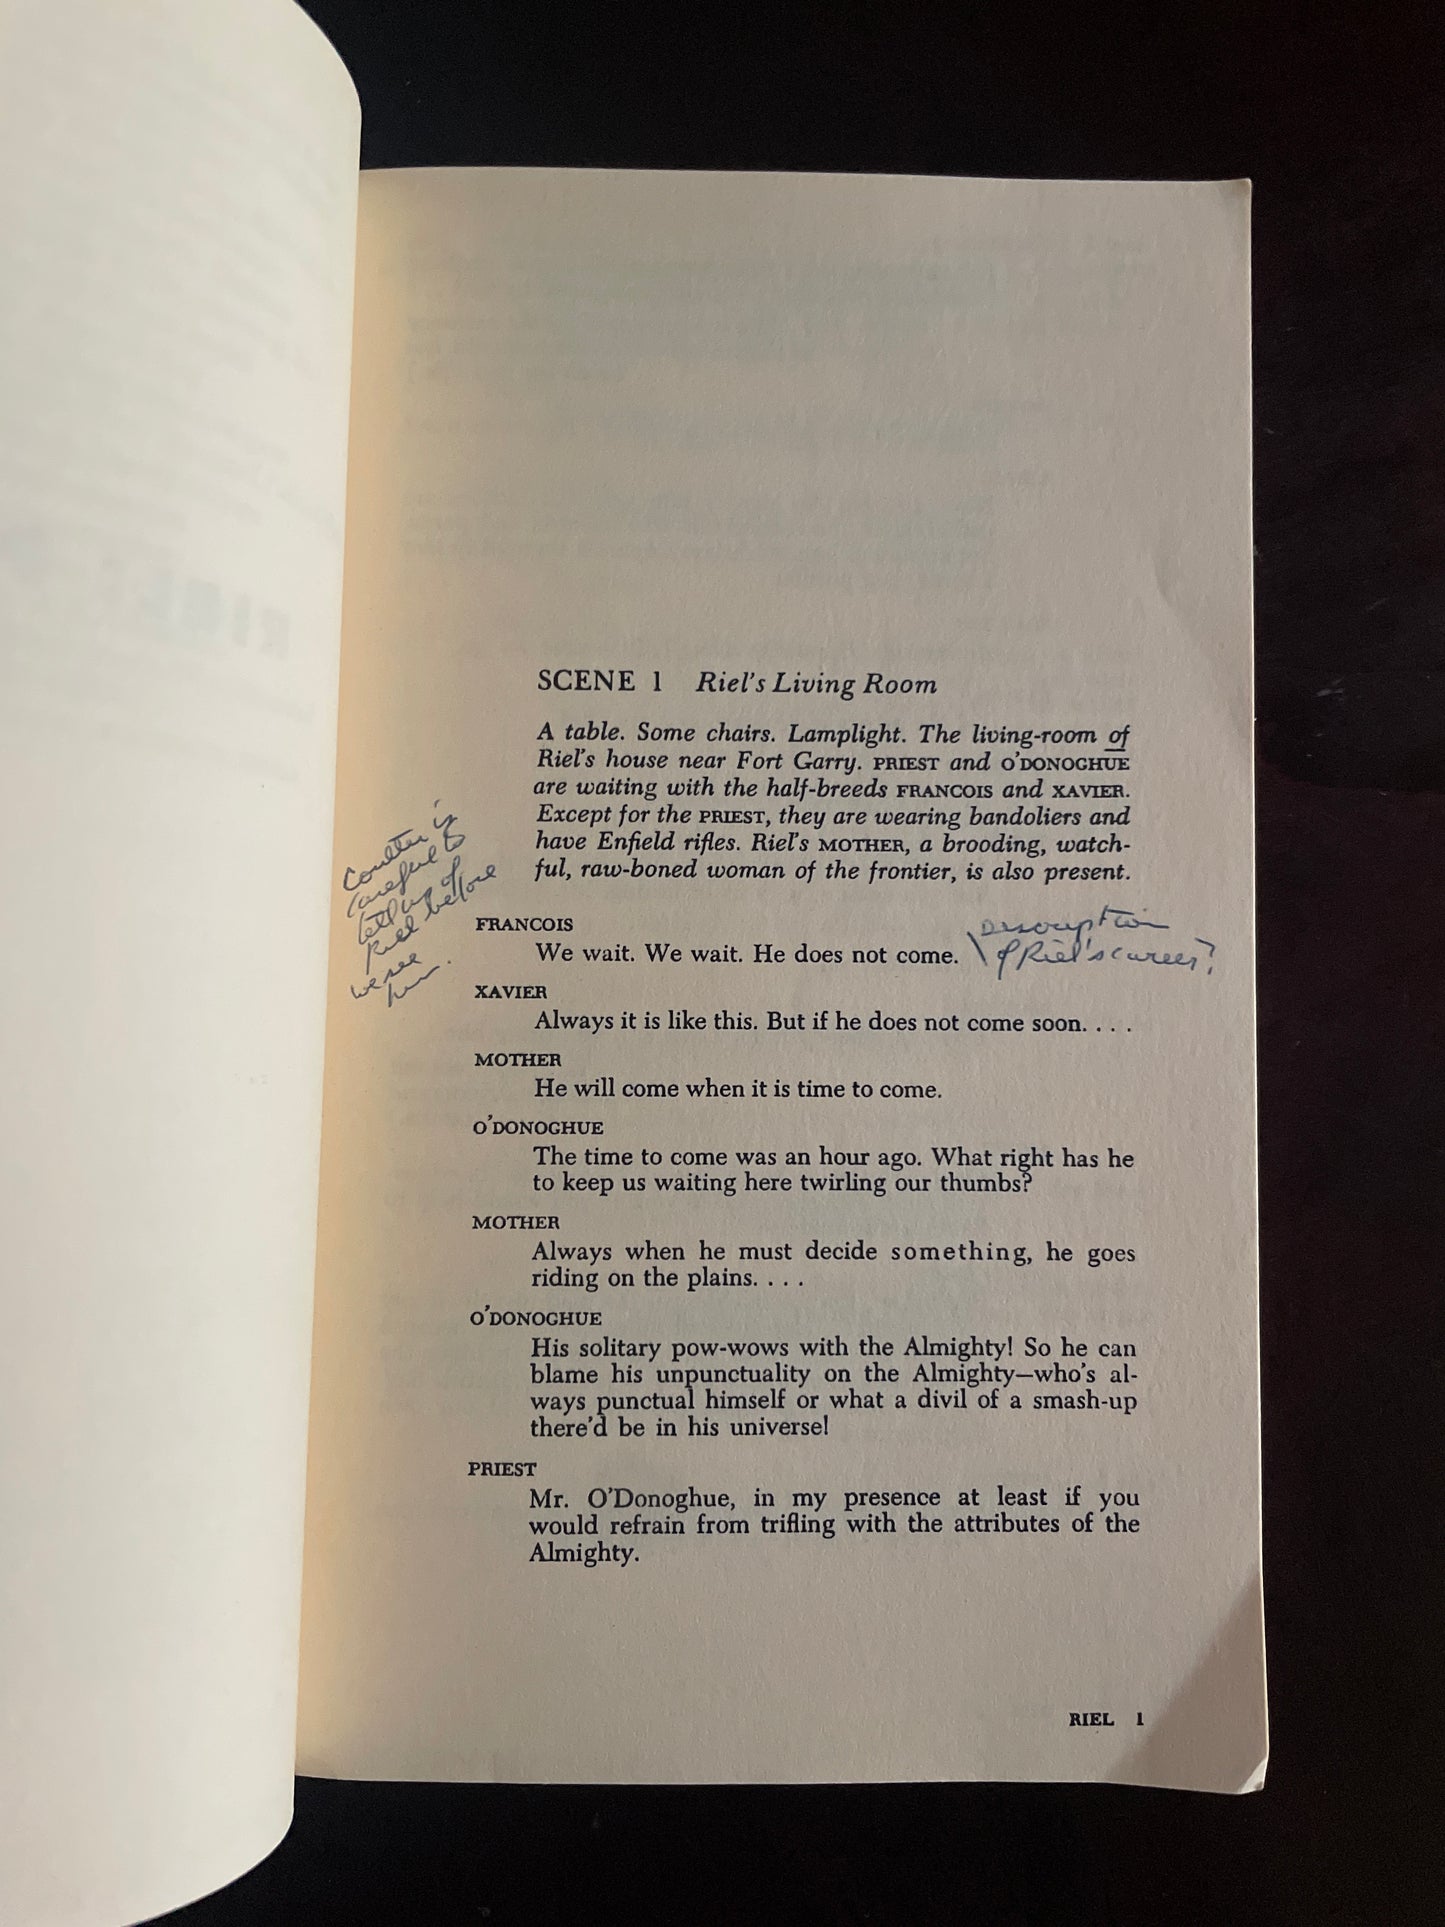 SCENE 1 Riel's Living Room
A table. Some chairs. Lamplight. The living-room of
Riel's house near Fort Garry. PRIEST and O'DONOGHUE
are waiting with the half-breeds FRANCOIS and XAVIER.
Except for the PRIEST, they are wearing bandoliers and
have Enfield rifles. Riel's MOTHER, a brooding, watch-
ful, raw-boned woman of the frontier, is also present.
Coulter is
careful to
tell us of
Riel before
we see
him.
FRANCOIS
We wait. We wait. He does not come.
description
of Riel's career?
XAVIER
Always it is like this. But if he does not come soon. . . .
MOTHER
He will come when it is time to come.
O'DONOGHUE
The time to come was an hour ago. What right has he
to keep us waiting here twirling our thumbs?
MOTHER
Always when he must decide something, he goes
riding on the plains. . . .
O'DONOGHUE
His solitary pow-wows with the Almighty! So he can
blame his unpunctuality on the Almighty—who's al-
ways punctual himself or what a divil of a smash-up
there'd be in his universe!
PRIEST
Mr. O'Donoghue, in my presence at least if you
would refrain from trifling with the attributes of the
Almighty.
RIEL 1